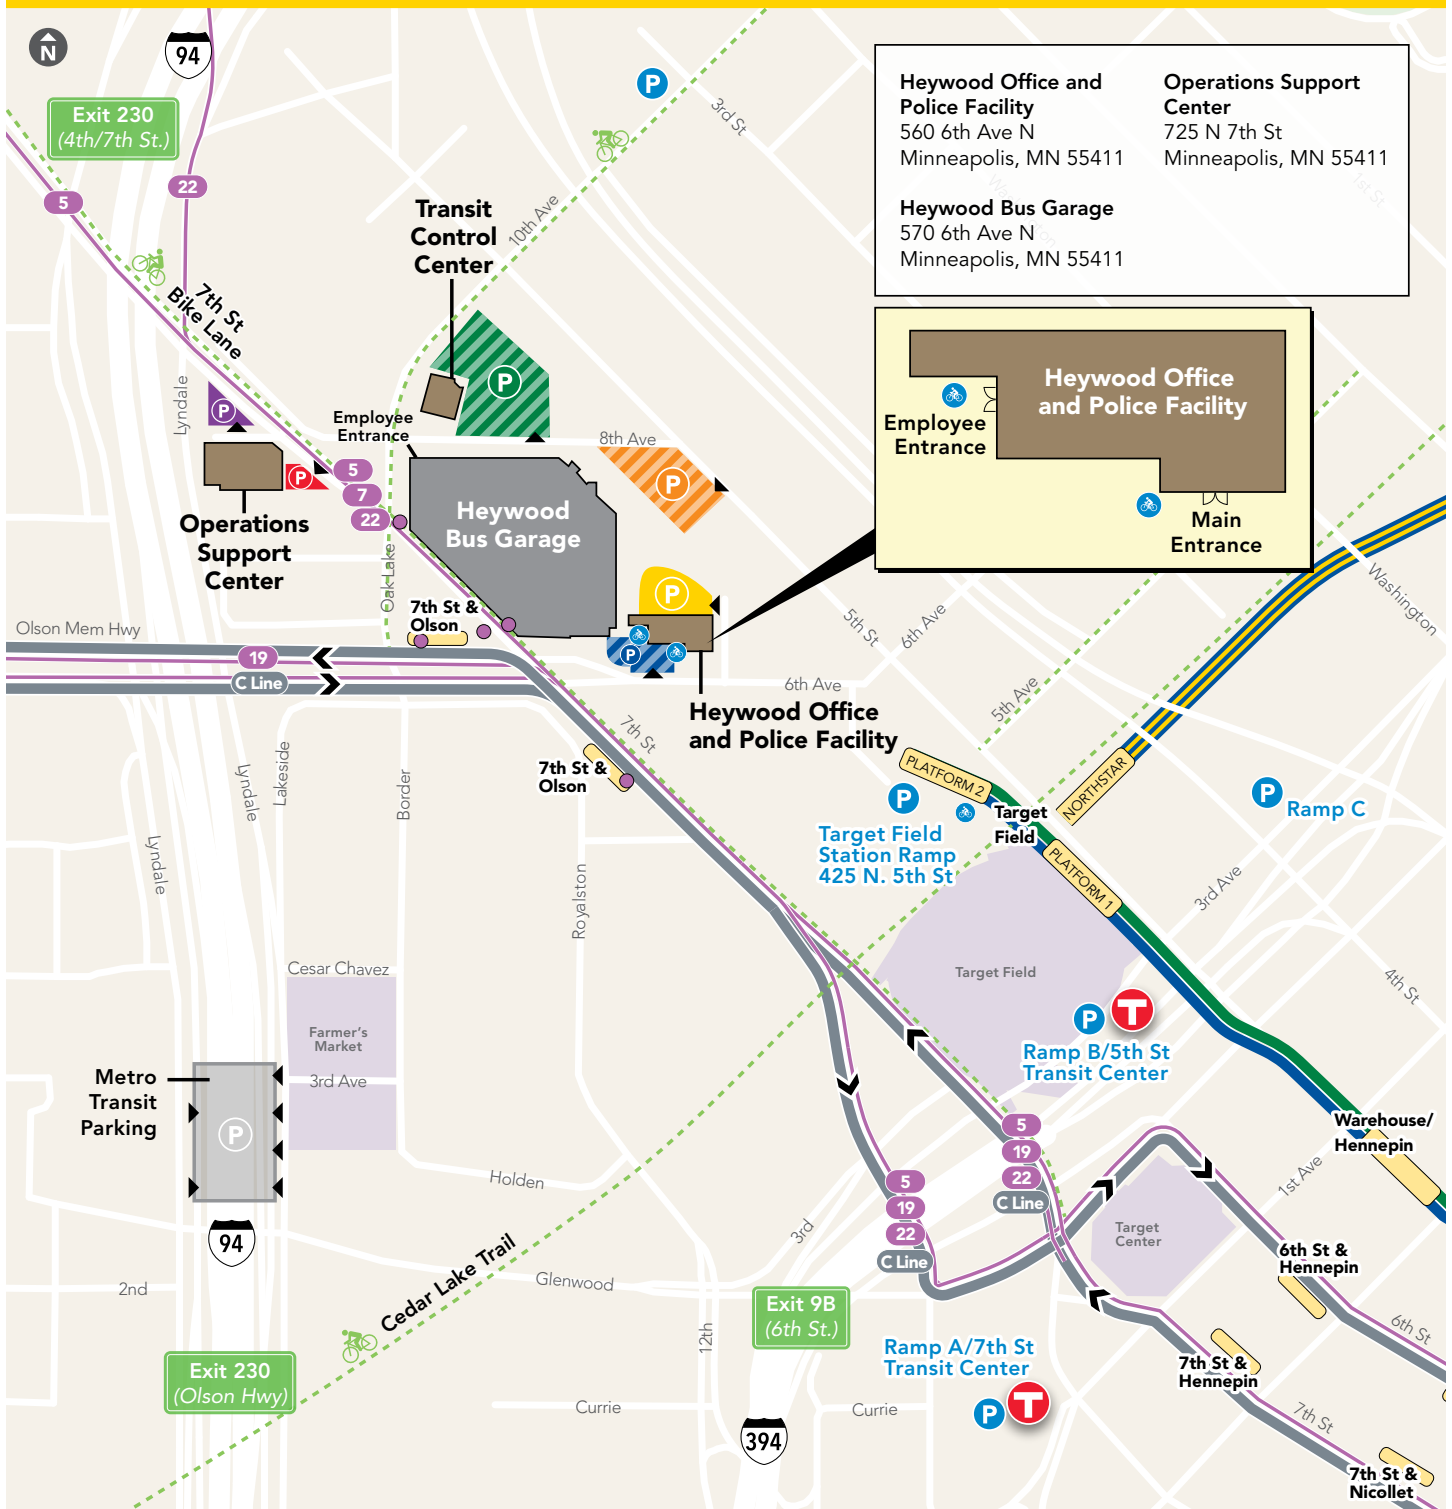 N
94
Exit 230
(4th/7th St.)
5
22
7th St
Bike Lane
Lyndale
P
3rd St
10th Ave
Transit
Control
Center
P
Employee
Entrance
8th Ave
P
P
P
Operations
Support
Center
5
7
22
Heywood
Bus Garage
Oak Lake
7th St &
Olson
P
P
Heywood Office
and Police Facility
560 6th Ave N
Minneapolis, MN 55411
Operations Support
Center
725 N 7th St
Minneapolis, MN 55411
Heywood Bus Garage
570 6th Ave N
Minneapolis, MN 55411
Washington
1st St
Heywood Office
and Police Facility
Employee
Entrance
Main
Entrance
Washington
5th St
6th Ave
5th Ave
6th Ave
Olson Mem Hwy
19
C Line
Heywood Office
and Police Facility
7th St
7th St &
Olson
Lyndale
Lakeside
Border
Lyndale
Royalston
PLATFORM 2
NORTHSTAR
P
Target
Field
Target Field
Station Ramp
425 N. 5th St
PLATFORM 1
P
Ramp C
3rd Ave
4th St
Target Field
P
T
Ramp B/5th St
Transit Center
Cesar Chavez
Farmer's
Market
3rd Ave
Metro
Transit
Parking
P
94
Holden
2nd
Glenwood
Cedar Lake Trail
Exit 230
(Olson Hwy)
12th
Currie
3rd
5
19
22
C Line
5
19
22
C Line
Target
Center
Warehouse/
Hennepin
1st Ave
6th St &
Hennepin
6th St
Exit 9B
(6th St.)
Ramp A/7th St
Transit Center
P
T
Currie
394
7th St &
Hennepin
7th St
7th St &
Nicollet